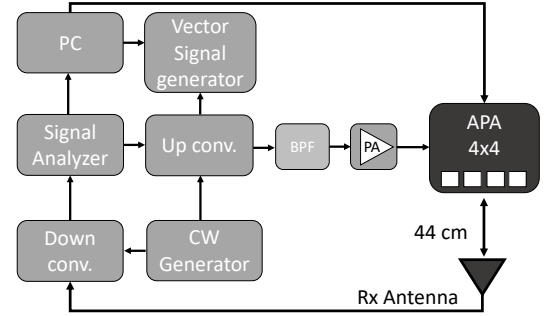 PC
Vector
Signal
generator
Signal
Analyzer
Up conv.
BPF
PA
APA
4x4
Down
conv.
CW
Generator
44 cm
Rx Antenna